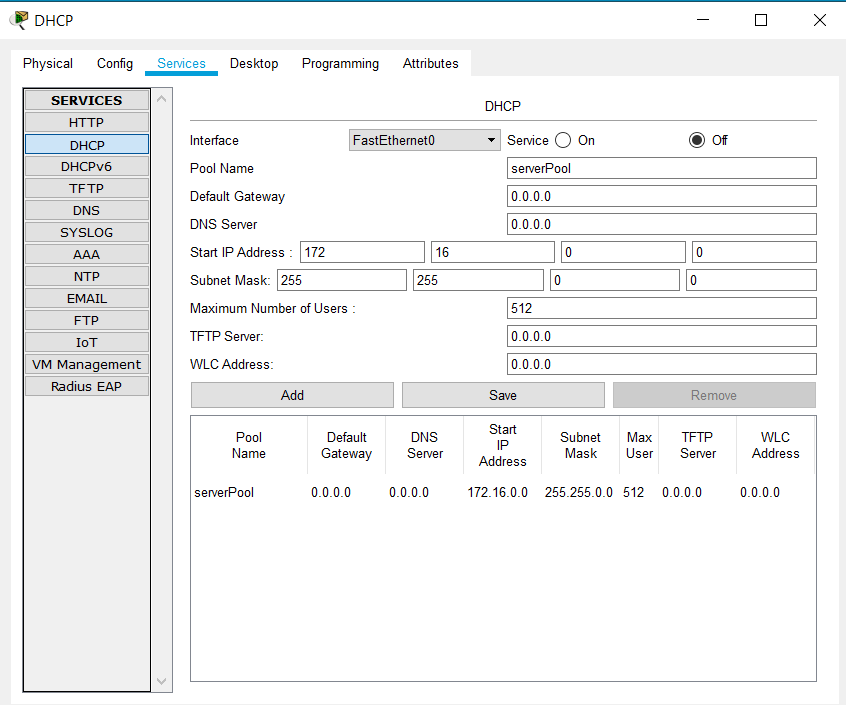 DHCP
Physical Config Services Desktop Programming Attributes
SERVICES
HTTP
DHCP
DHCPv6
TFTP
DNS
SYSLOG
AAA
NTP
EMAIL
FTP
IoT
VM Management
Radius EAP
DHCP
Interface FastEthernet0 Service On Off
Pool Name serverPool
Default Gateway 0.0.0.0
DNS Server 0.0.0.0
Start IP Address : 172 16 0 0
Subnet Mask: 255 255 0 0
Maximum Number of Users : 512
TFTP Server: 0.0.0.0
WLC Address: 0.0.0.0
Add Save Remove
Pool Name Default Gateway DNS Server Start IP Address Subnet Mask Max User TFTP Server WLC Address
serverPool 0.0.0.0 0.0.0.0 172.16.0.0 255.255.0.0 512 0.0.0.0 0.0.0.0